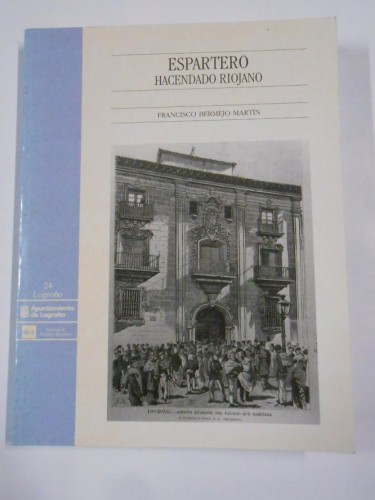 ESPARTERO
HACENDADO RIOJANO
FRANCISCO BERMEJO MARTÍN
24
Logroño
Ayuntamiento
de Logroño